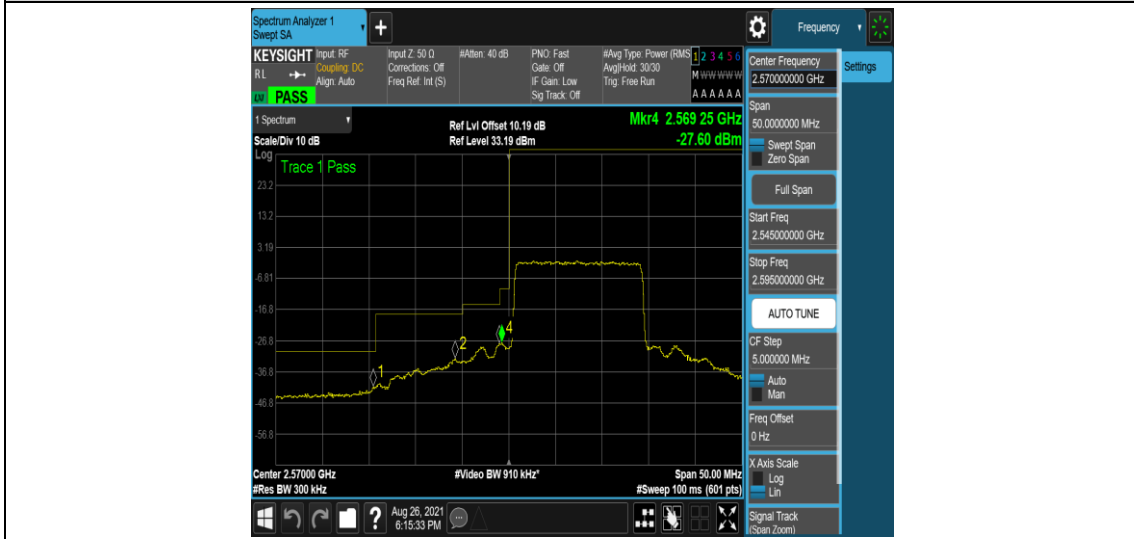 Spectrum Analyzer 1
Swept SA
+
Frequency
KEYSIGHT
RL
PASS
Input: RF
Coupling: DC
Align: Auto
Input Z: 50 Ω
Corrections: Off
Freq Ref: Int (S)
#Atten: 40 dB
PNO: Fast
Gate: Off
IF Gain: Low
Sig Track: Off
#Avg Type: Power (RMS
Avg|Hold: 30/30
Trig: Free Run
1 2 3 4 5 6
M W W W W W
A A A A A A
1 Spectrum
Scale/Div 10 dB
Ref Lvl Offset 10.19 dB
Ref Level 33.19 dBm
Mkr4 2.569 25 GHz
-27.60 dBm
Log
Trace 1 Pass
23.2
13.2
3.19
-6.81
-16.8
-26.8
-36.8
-46.8
-56.8
1
2
4
Center 2.57000 GHz
#Video BW 910 kHz*
Span 50.00 MHz
#Res BW 300 kHz
#Sweep 100 ms (601 pts)
Center Frequency
2.570000000 GHz
Settings
Span
50.0000000 MHz
Swept Span
Zero Span
Full Span
Start Freq
2.545000000 GHz
Stop Freq
2.595000000 GHz
AUTO TUNE
CF Step
5.000000 MHz
Auto
Man
Freq Offset
0 Hz
X Axis Scale
Log
Lin
Signal Track
(Span Zoom)
?
Aug 26, 2021
6:15:33 PM